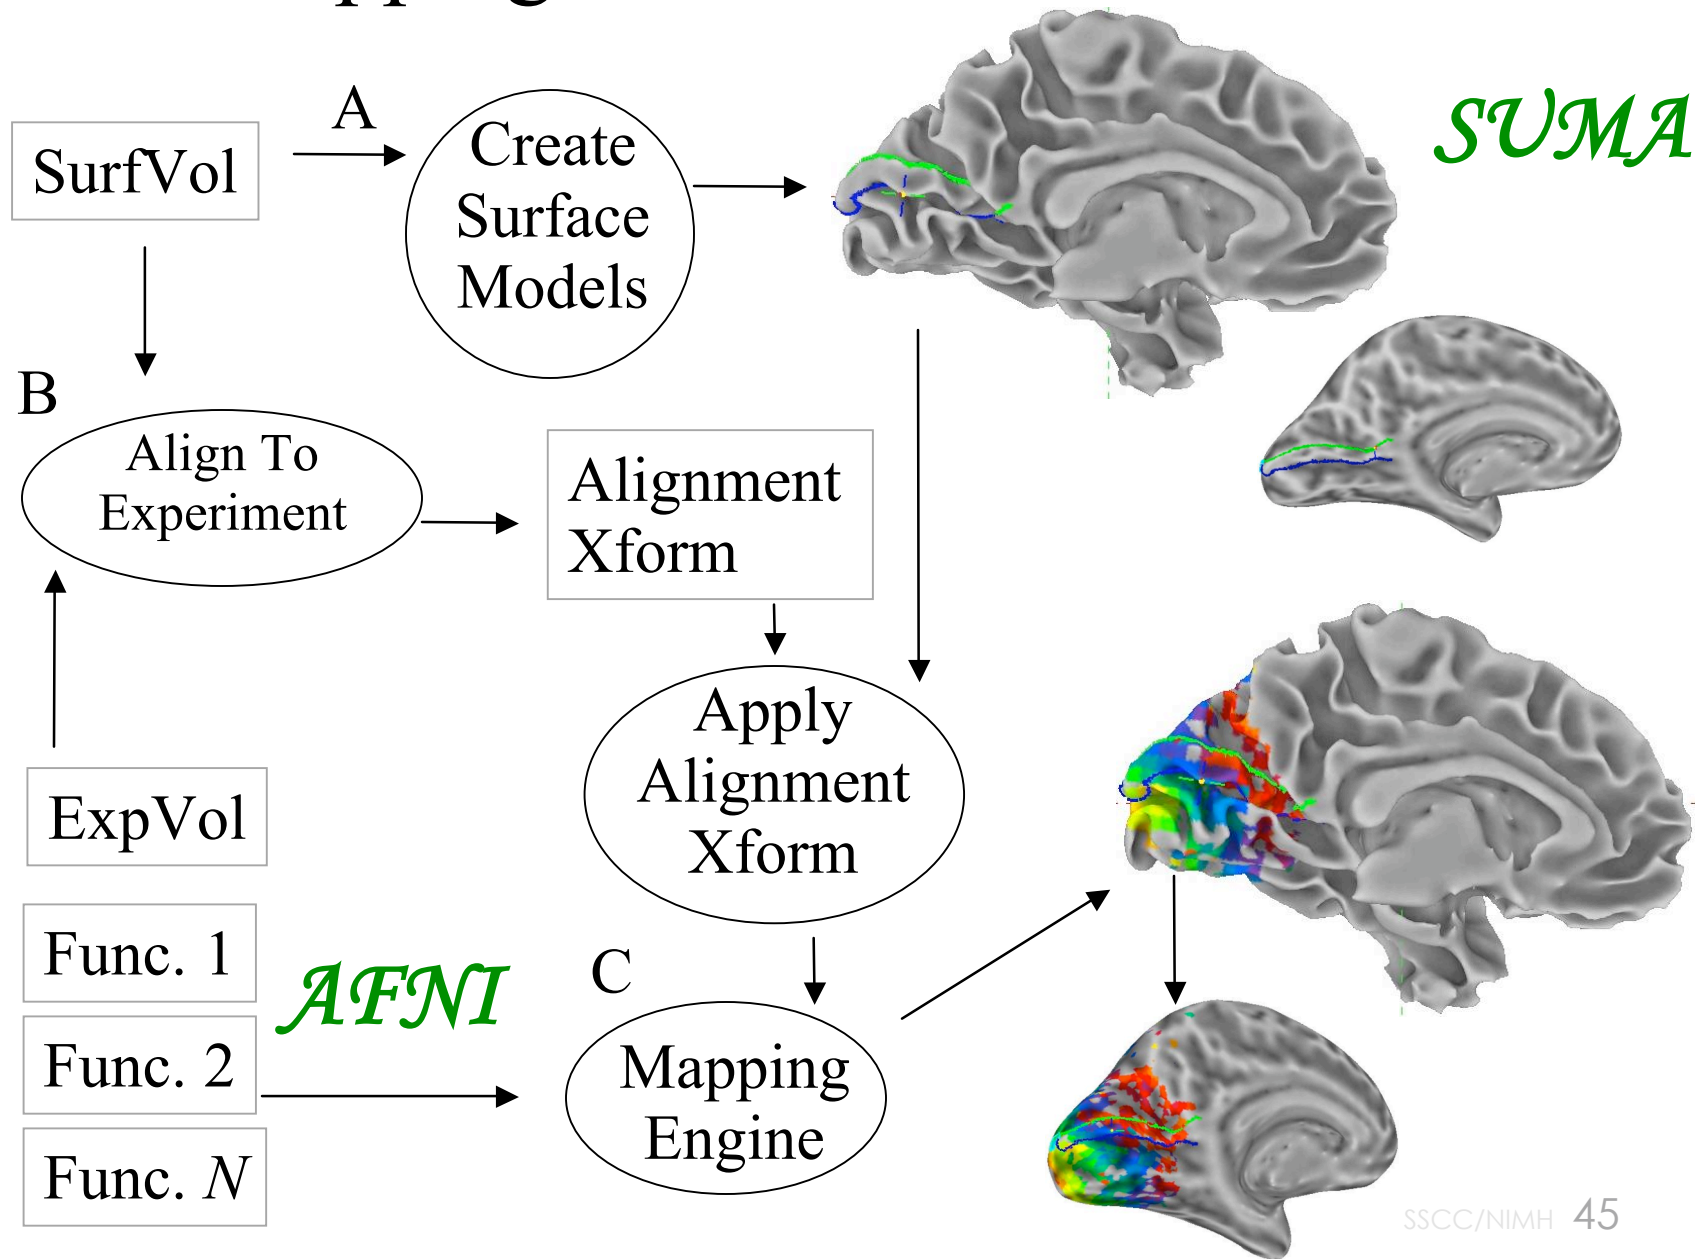 A
SurfVol
Create
Surface
Models
SUMA
B
Align To
Experiment
Alignment
Xform
Apply
Alignment
Xform
ExpVol
Func. 1
Func. 2
Func. N
AFNI
C
Mapping
Engine
SSCC/NIMH 45